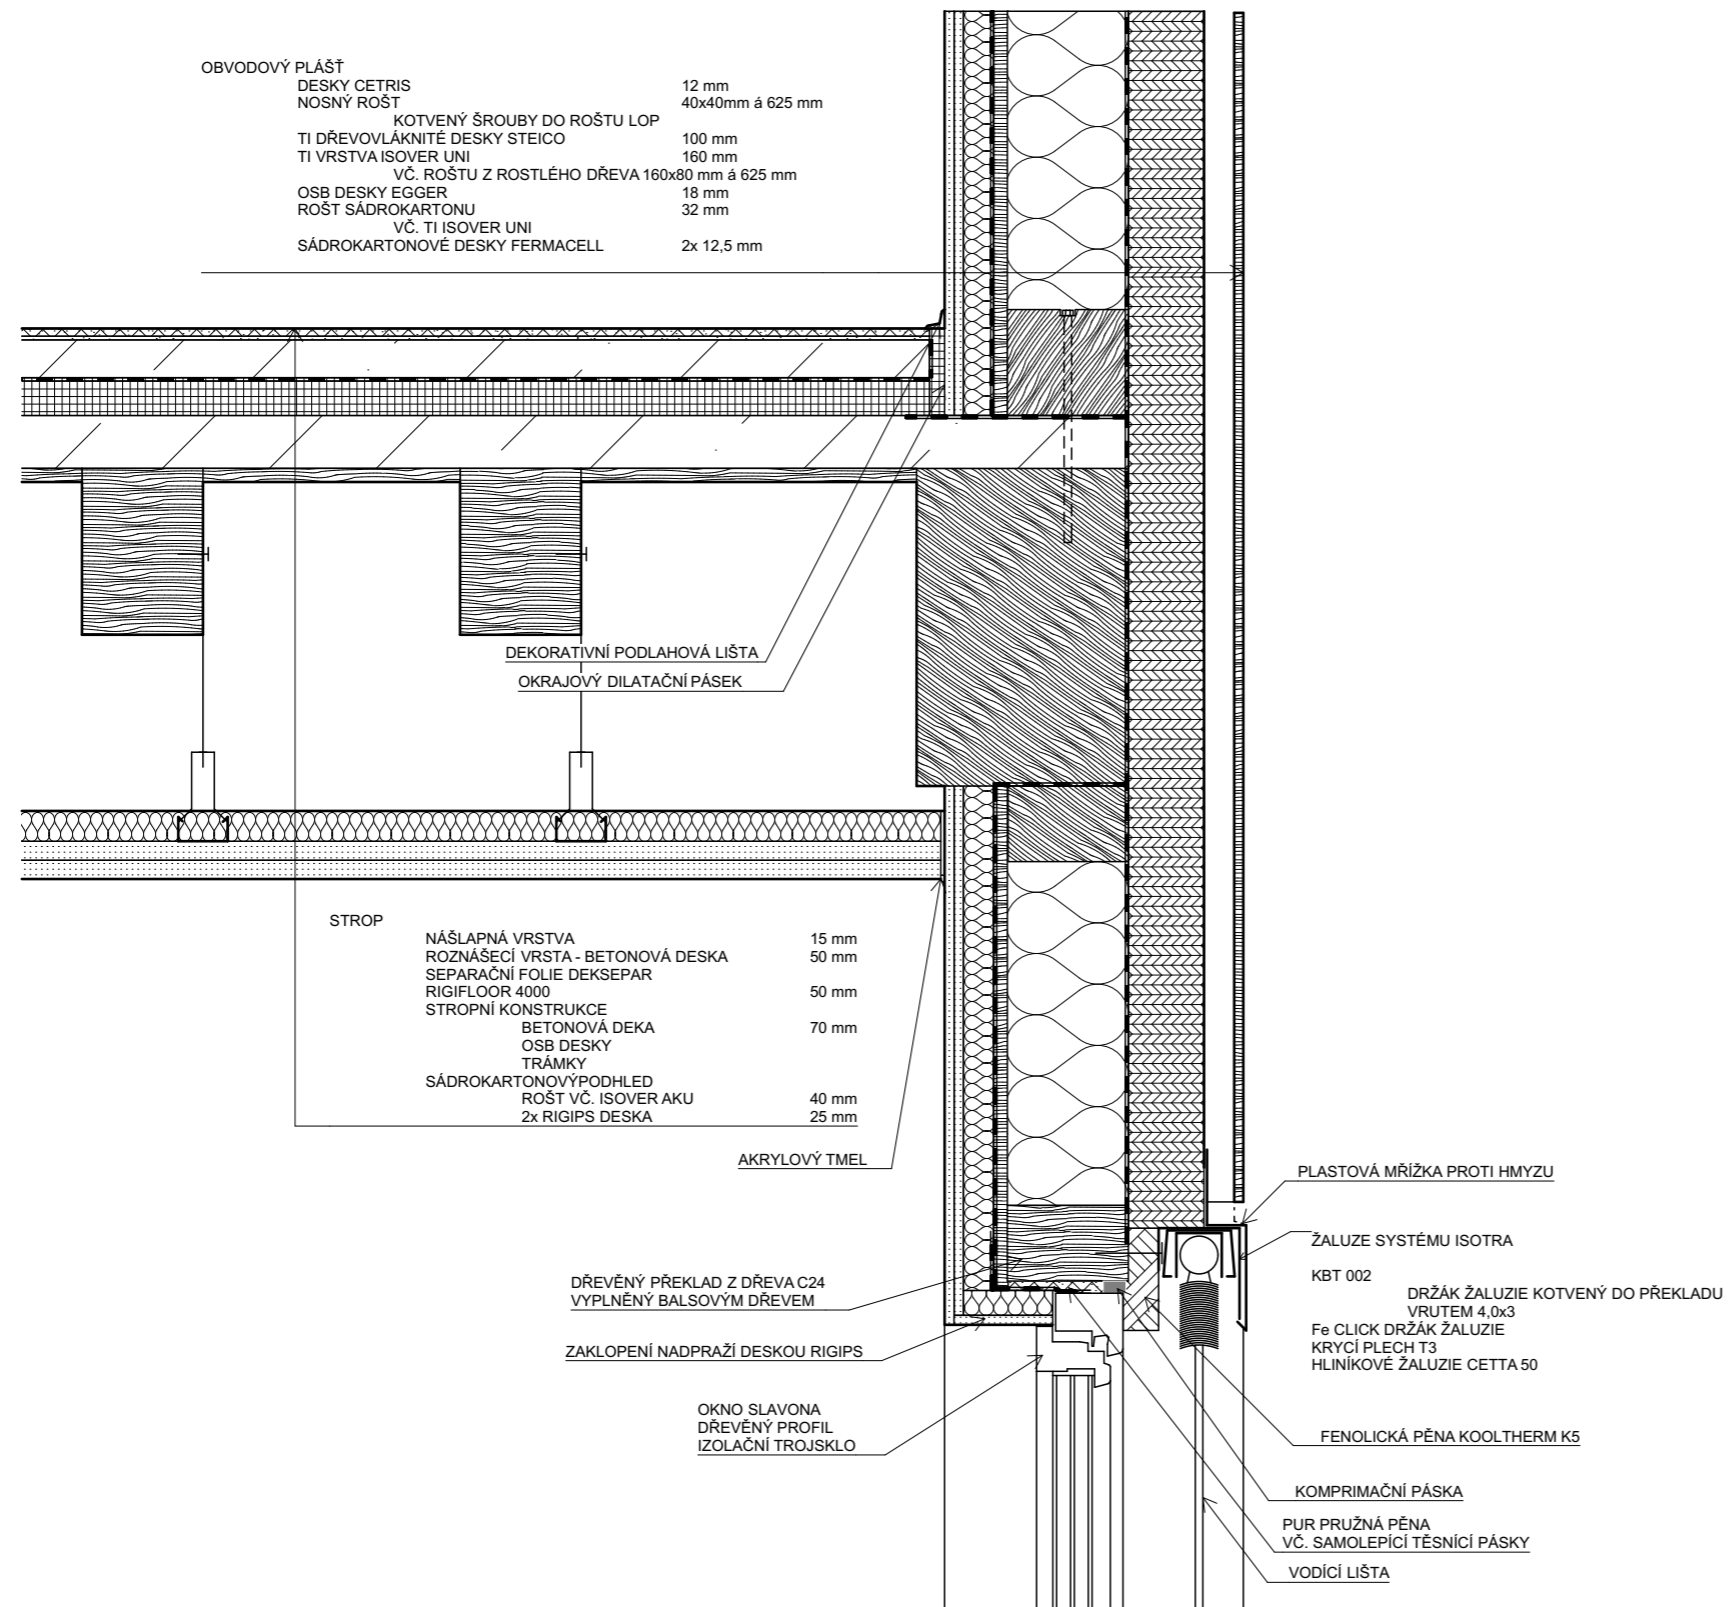 OBVODOVÝ PLÁŠŤ
DESKY CETRIS 12 mm
NOSNÝ ROŠT 40x40mm á 625 mm
KOTVENÝ ŠROUBY DO ROŠTU LOP
TI DŘEVOVLÁKNITÉ DESKY STEICO 100 mm
TI VRSTVA ISOVER UNI 160 mm
VČ. ROŠTU Z ROSTLÉHO DŘEVA 160x80 mm á 625 mm
OSB DESKY EGGER 18 mm
ROŠT SÁDROKARTONU 32 mm
VČ. TI ISOVER UNI
SÁDROKARTONOVÉ DESKY FERMACELL 2x 12,5 mm
DEKORATIVNÍ PODLAHOVÁ LIŠTA
OKRAJOVÝ DILATAČNÍ PÁSEK
STROP
NÁŠLAPNÁ VRSTVA 15 mm
ROZNÁŠECÍ VRSTA - BETONOVÁ DESKA 50 mm
SEPARAČNÍ FOLIE DEKSEPAR
RIGIFLOOR 4000 50 mm
STROPNÍ KONSTRUKCE
BETONOVÁ DEKA 70 mm
OSB DESKY
TRÁMKY
SÁDROKARTONOVÝPODHLED
ROŠT VČ. ISOVER AKU 40 mm
2x RIGIPS DESKA 25 mm
AKRYLOVÝ TMEL
PLASTOVÁ MŘÍŽKA PROTI HMYZU
ŽALUZE SYSTÉMU ISOTRA
KBT 002
DRŽÁK ŽALUZIE KOTVENÝ DO PŘEKLADU
VRUTEM 4,0x3
Fe CLICK DRŽÁK ŽALUZIE
KRYCÍ PLECH T3
HLINÍKOVÉ ŽALUZIE CETTA 50
DŘEVĚNÝ PŘEKLAD Z DŘEVA C24
VYPLNĚNÝ BALSOVÝM DŘEVEM
ZAKLOPENÍ NADPRAŽÍ DESKOU RIGIPS
OKNO SLAVONA
DŘEVĚNÝ PROFIL
IZOLAČNÍ TROJSKLO
FENOLICKÁ PĚNA KOOLTHERM K5
KOMPRIMAČNÍ PÁSKA
PUR PRUŽNÁ PĚNA
VČ. SAMOLEPÍCÍ TĚSNÍCÍ PÁSKY
VODÍCÍ LIŠTA